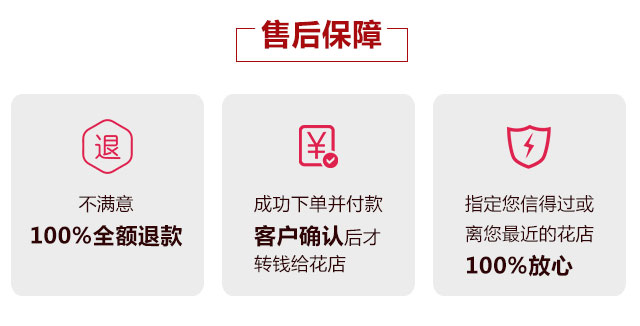 售后保障
退
不满意
100%全额退款
¥
成功下单并付款
客户确认后才
转钱给花店
指定您信得过或
离您最近的花店
100%放心